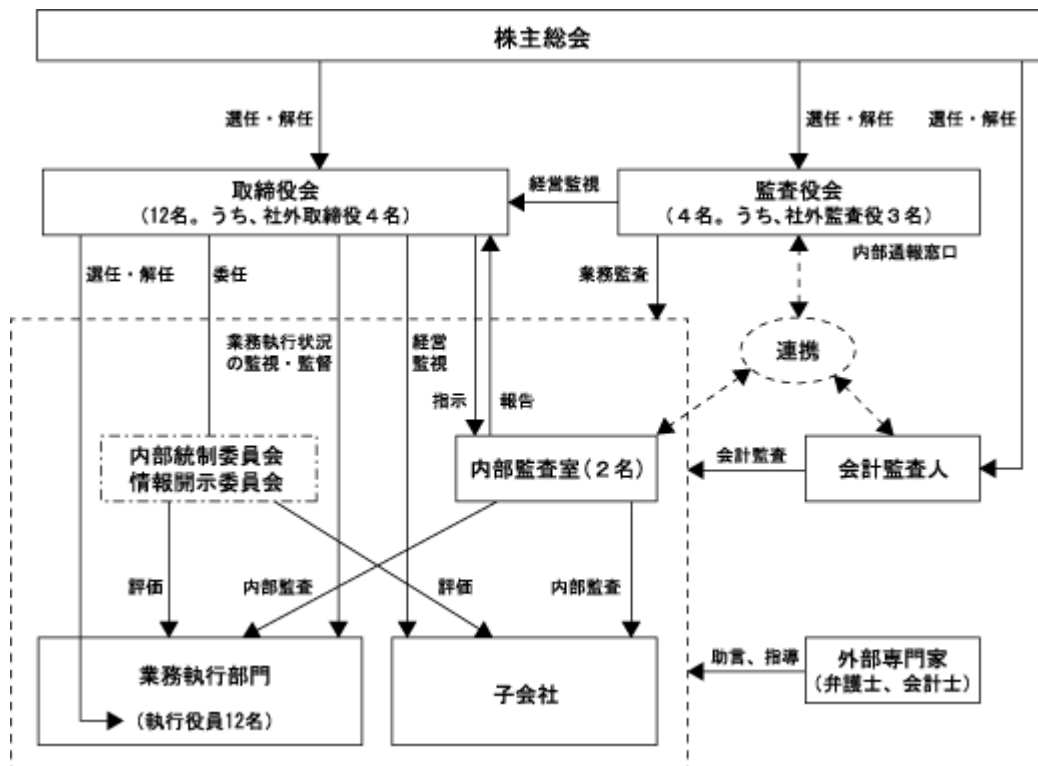 株主総会
選任・解任
選任・解任
選任・解任
取締役会
(12名。うち、社外取締役4名)
経営監視
監査役会
(4名。うち、社外監査役3名)
選任・解任
委任
業務監査
内部通報窓口
業務執行状況
の監視・監督
経営
監視
連携
指示
報告
内部統制委員会
情報開示委員会
内部監査室(2名)
会計監査
会計監査人
評価
内部監査
評価
内部監査
業務執行部門
(執行役員12名)
子会社
助言、指導
外部専門家
(弁護士、会計士)